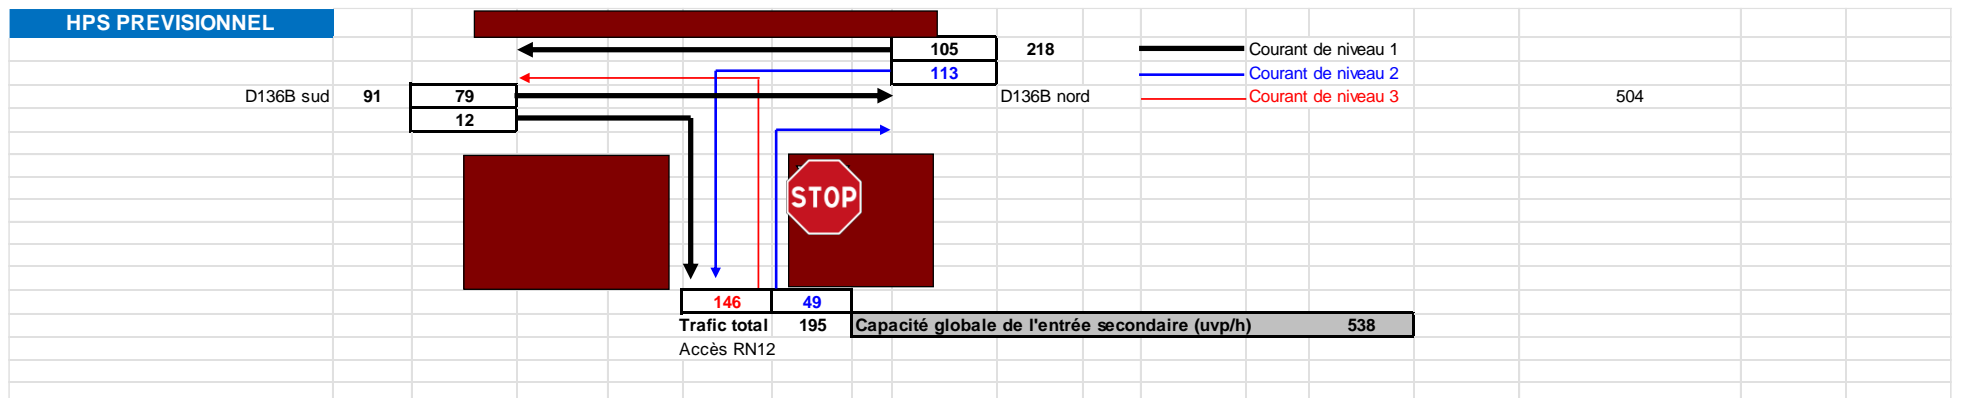 HPS PREVISIONNEL
105 218 Courant de niveau 1
113 Courant de niveau 2
D136B sud 91 79 D136B nord Courant de niveau 3 504
12
STOP
146 49
Trafic total 195 Capacité globale de l'entrée secondaire (uvp/h) 538
Accès RN12